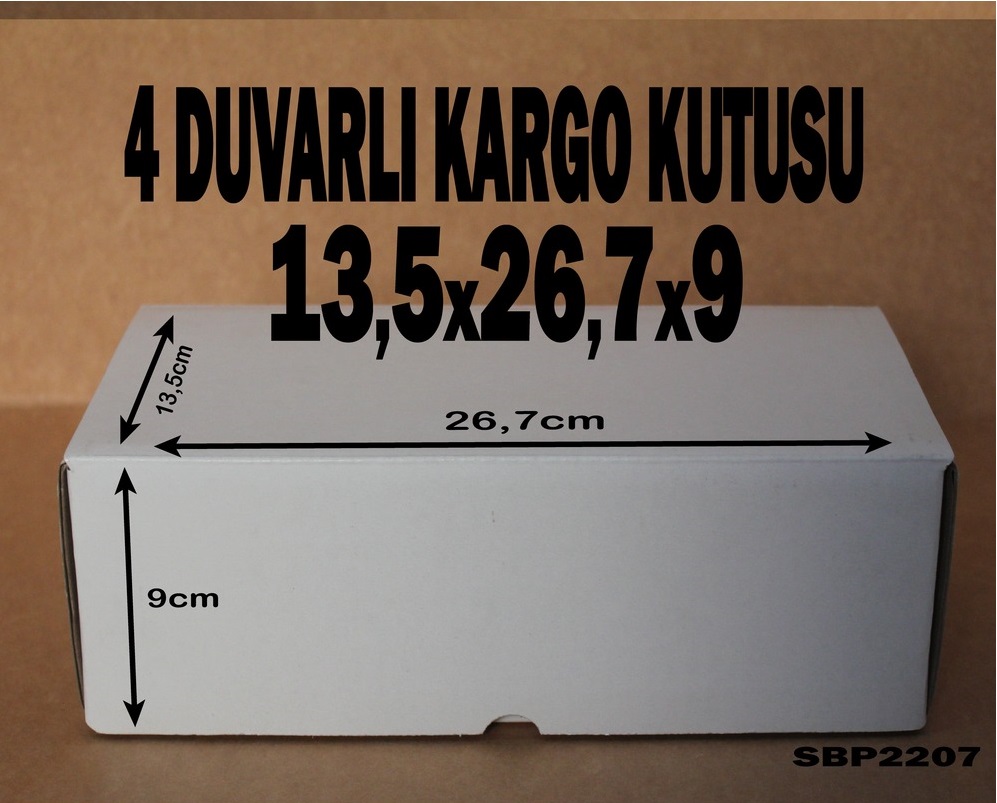 4 DUVARLI KARGO KUTUSU
13,5x26,7x9
13,5cm
26,7cm
9cm
SBP2207